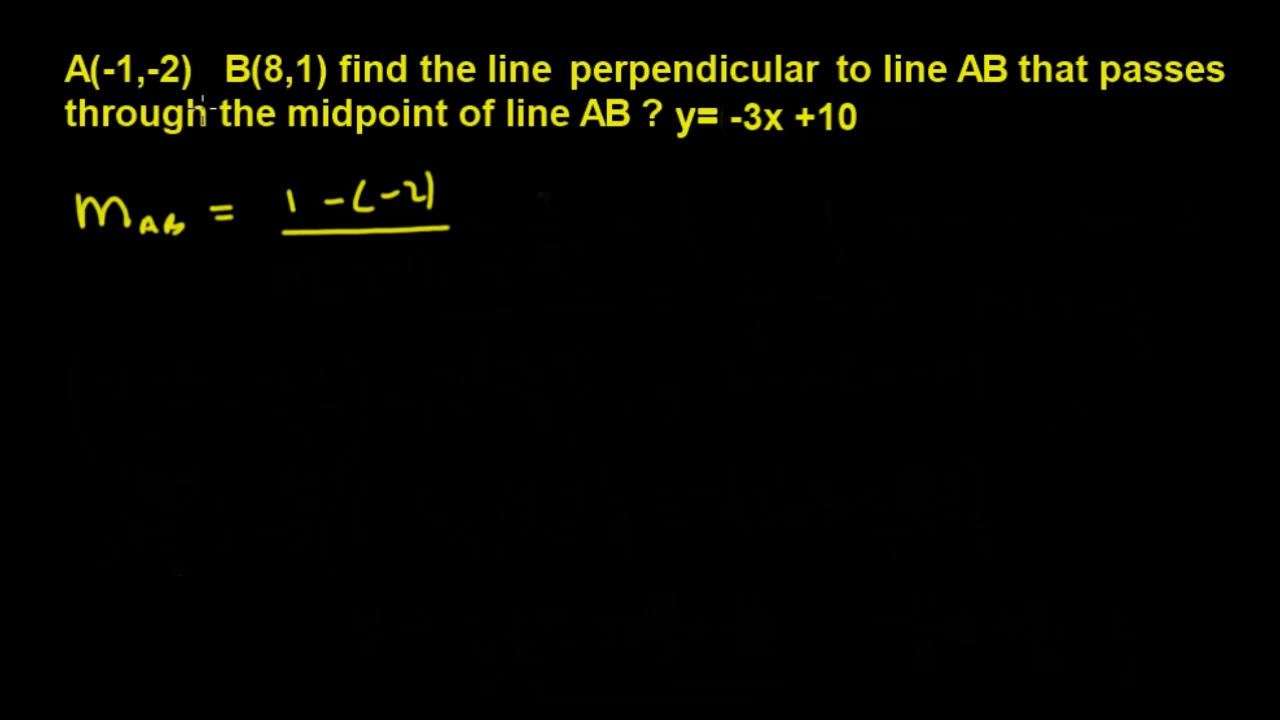 A(-1,-2) B(8,1) find the line perpendicular to line AB that passes
through the midpoint of line AB ? y= -3x +10
m_AB = 1 -(-2)